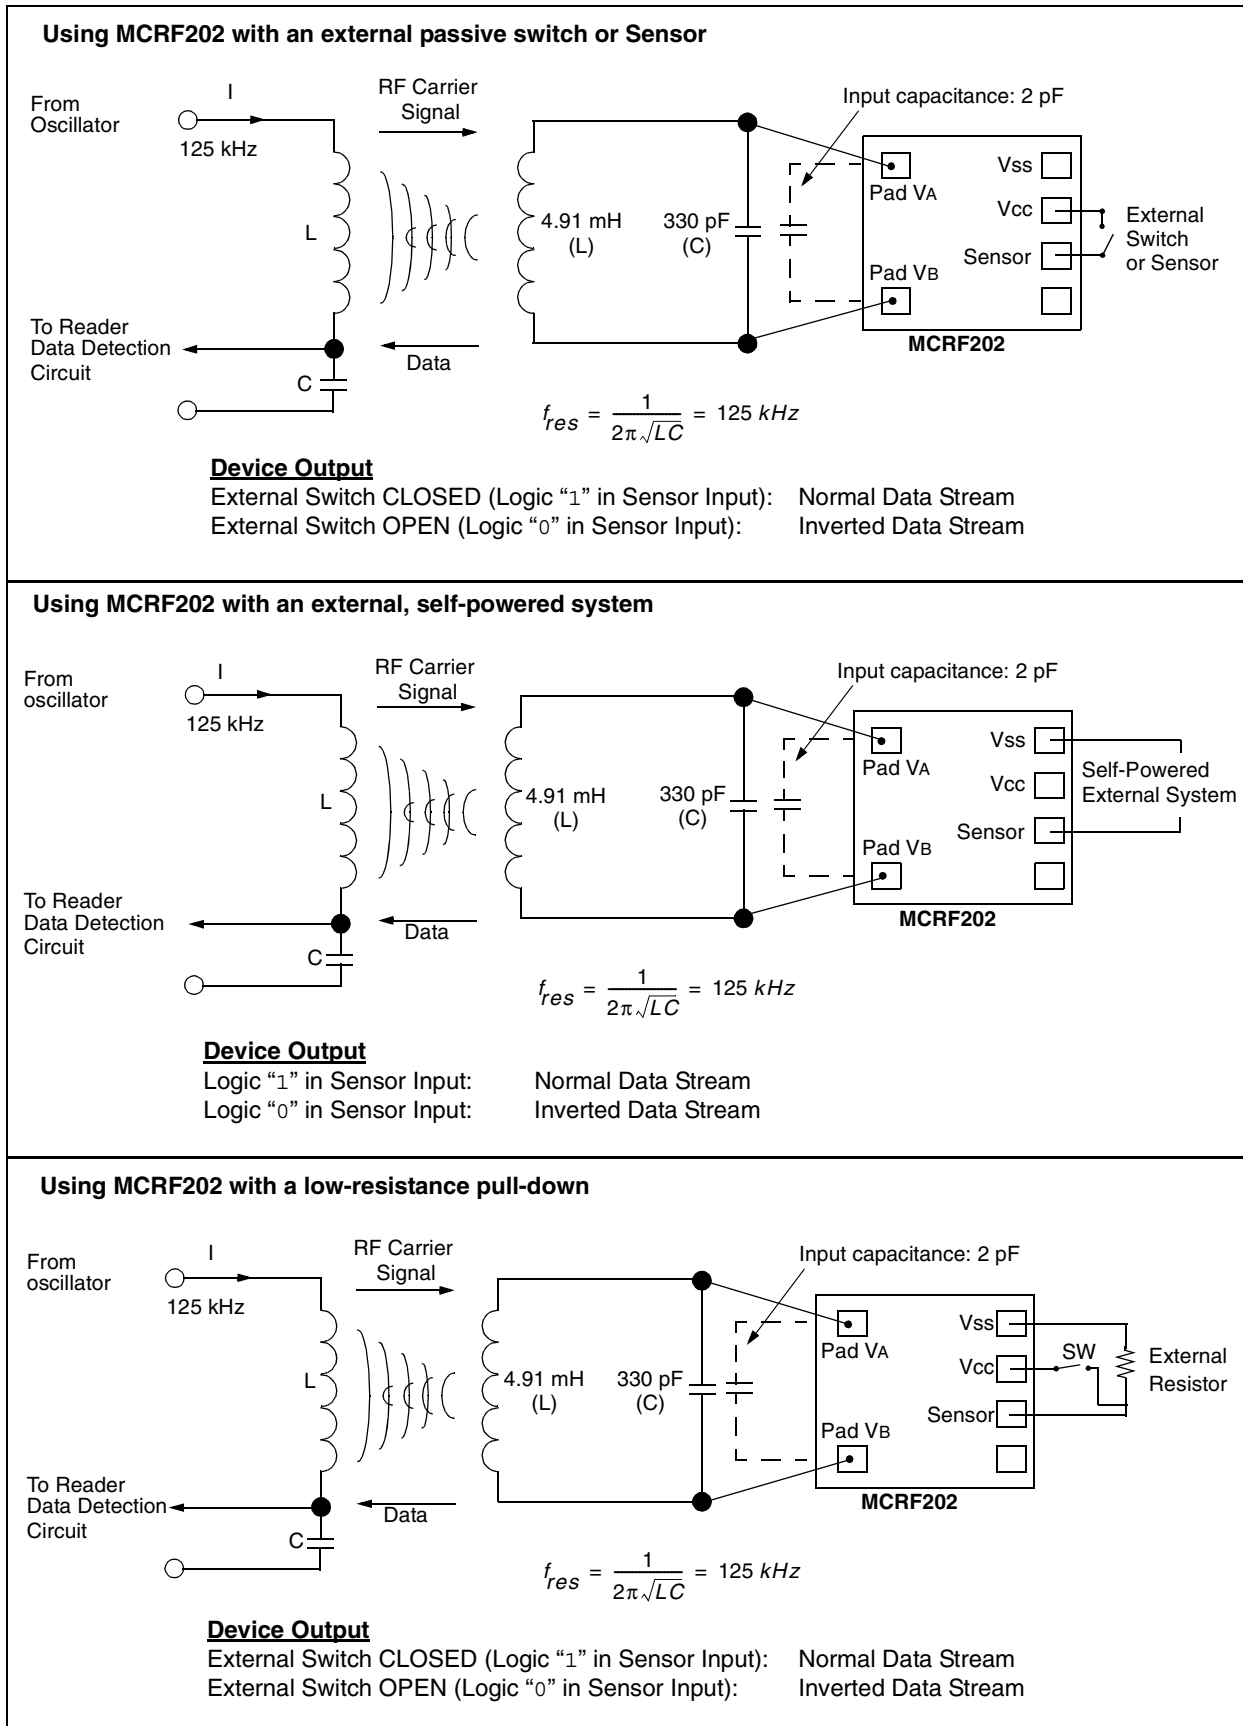 Using MCRF202 with an external passive switch or Sensor
From
Oscillator
I
125 kHz
RF Carrier
Signal
Input capacitance: 2 pF
L
4.91 mH
(L)
330 pF
(C)
Pad VA
Pad VB
Vss
Vcc
Sensor
External
Switch
or Sensor
MCRF202
To Reader
Data Detection
Circuit
C
Data
fres = 1 / 2π√LC = 125 kHz
Device Output
External Switch CLOSED (Logic “1” in Sensor Input): Normal Data Stream
External Switch OPEN (Logic “0” in Sensor Input): Inverted Data Stream
Using MCRF202 with an external, self-powered system
From
oscillator
I
125 kHz
RF Carrier
Signal
Input capacitance: 2 pF
L
4.91 mH
(L)
330 pF
(C)
Pad VA
Pad VB
Vss
Vcc
Sensor
Self-Powered
External System
MCRF202
To Reader
Data Detection
Circuit
C
Data
fres = 1 / 2π√LC = 125 kHz
Device Output
Logic “1” in Sensor Input: Normal Data Stream
Logic “0” in Sensor Input: Inverted Data Stream
Using MCRF202 with a low-resistance pull-down
From
oscillator
I
125 kHz
RF Carrier
Signal
Input capacitance: 2 pF
L
4.91 mH
(L)
330 pF
(C)
Pad VA
Pad VB
Vss
Vcc
Sensor
SW
External
Resistor
MCRF202
To Reader
Data Detection
Circuit
C
Data
fres = 1 / 2π√LC = 125 kHz
Device Output
External Switch CLOSED (Logic “1” in Sensor Input): Normal Data Stream
External Switch OPEN (Logic “0” in Sensor Input): Inverted Data Stream